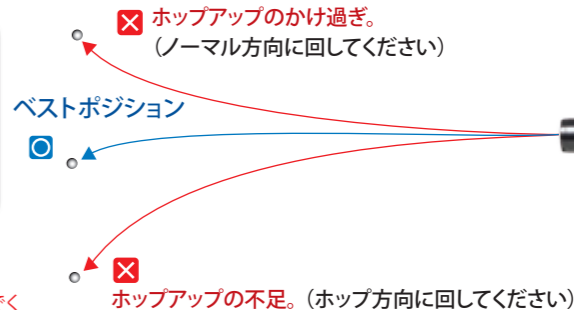 ホップアップのかけ過ぎ。
（ノーマル方向に回してください）
ベストポジション
でく
ホップアップの不足。（ホップ方向に回してください）